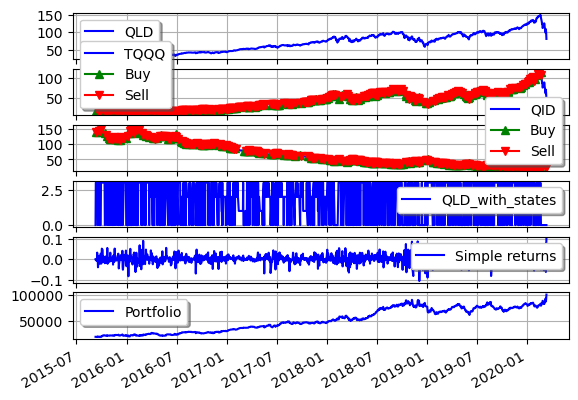 150
100
50
QLD
TQQQ
Buy
Sell
100
50
QID
Buy
Sell
150
100
50
2.5
0.0
QLD_with_states
0.1
0.0
−0.1
Simple returns
100000
50000
Portfolio
2015-07
2016-01
2016-07
2017-01
2017-07
2018-01
2018-07
2019-01
2019-07
2020-01